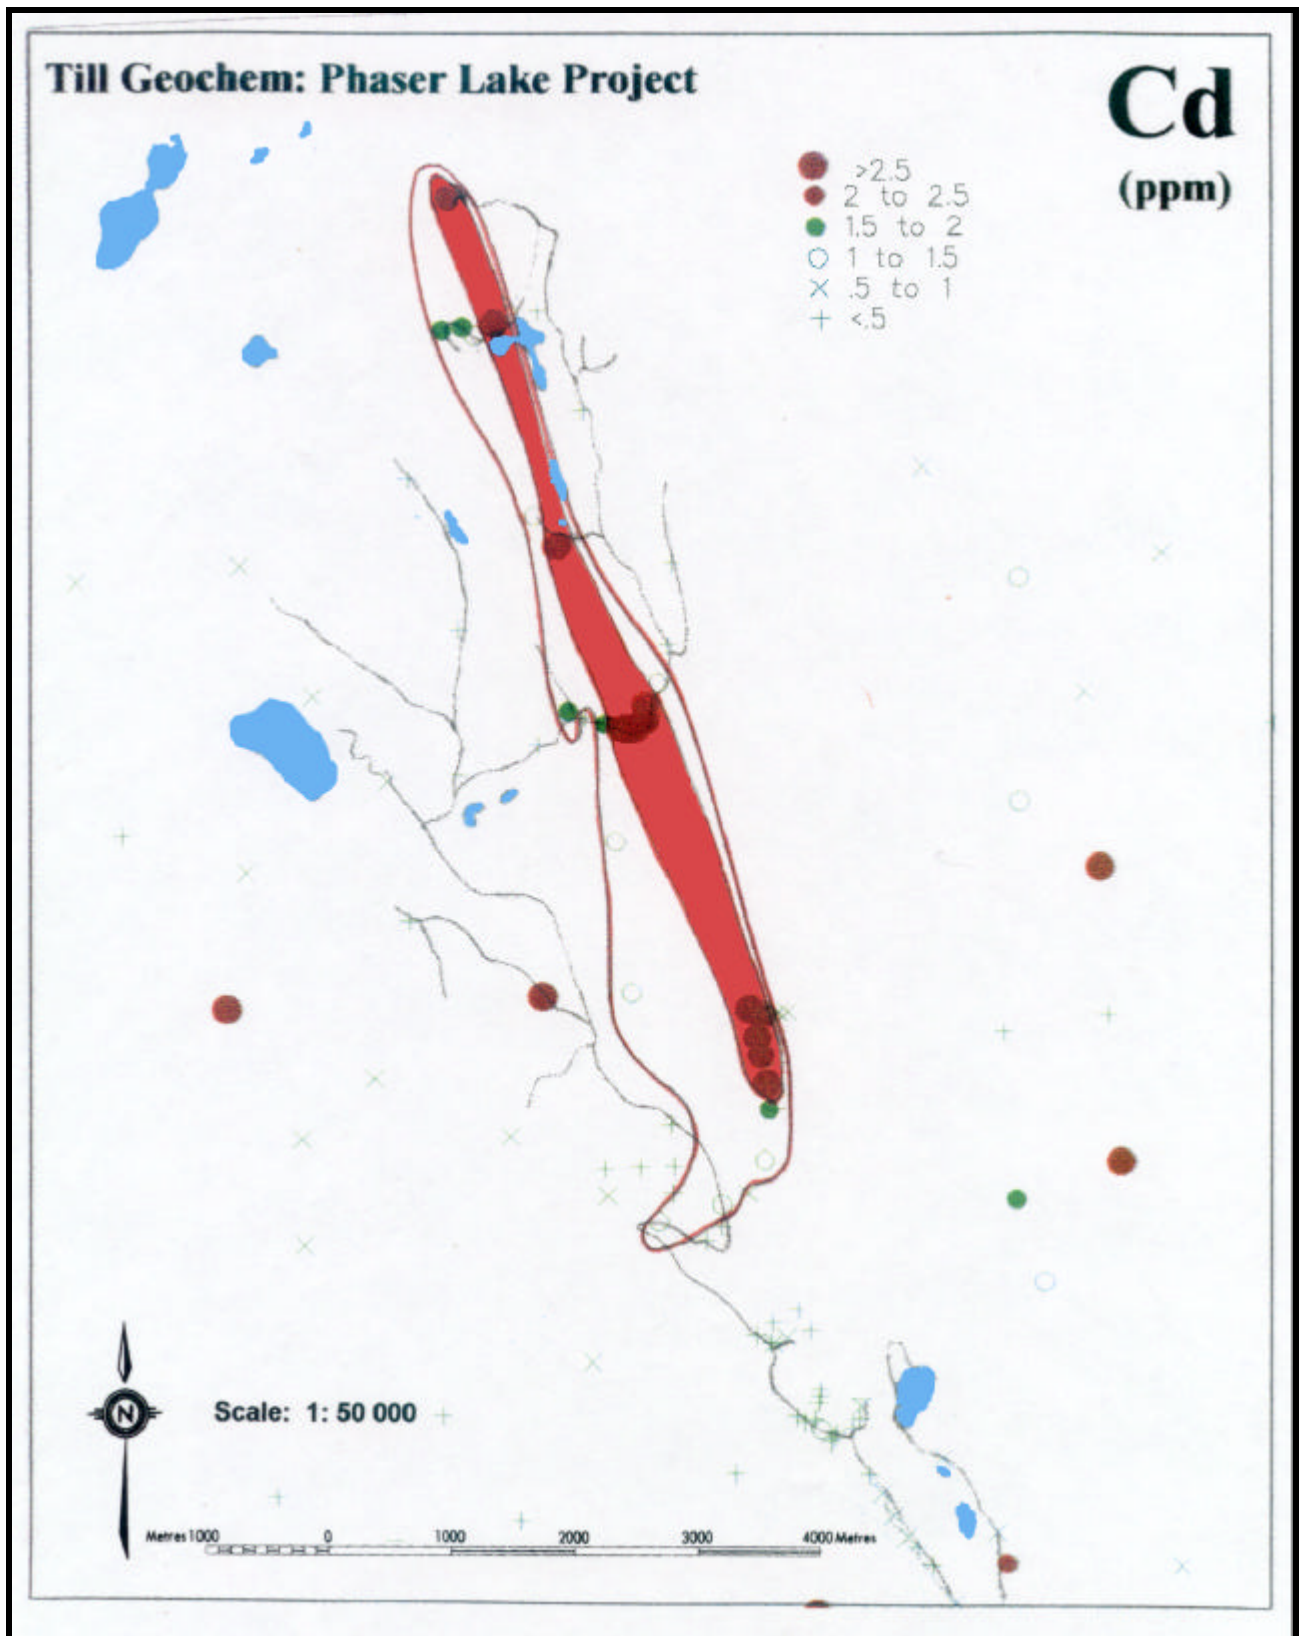 Till Geochem: Phaser Lake Project
Cd
(ppm)
>2.5
2 to 2.5
1.5 to 2
1 to 1.5
.5 to 1
<.5
N
Scale: 1: 50 000
Metres 1000 0 1000 2000 3000 4000 Metres